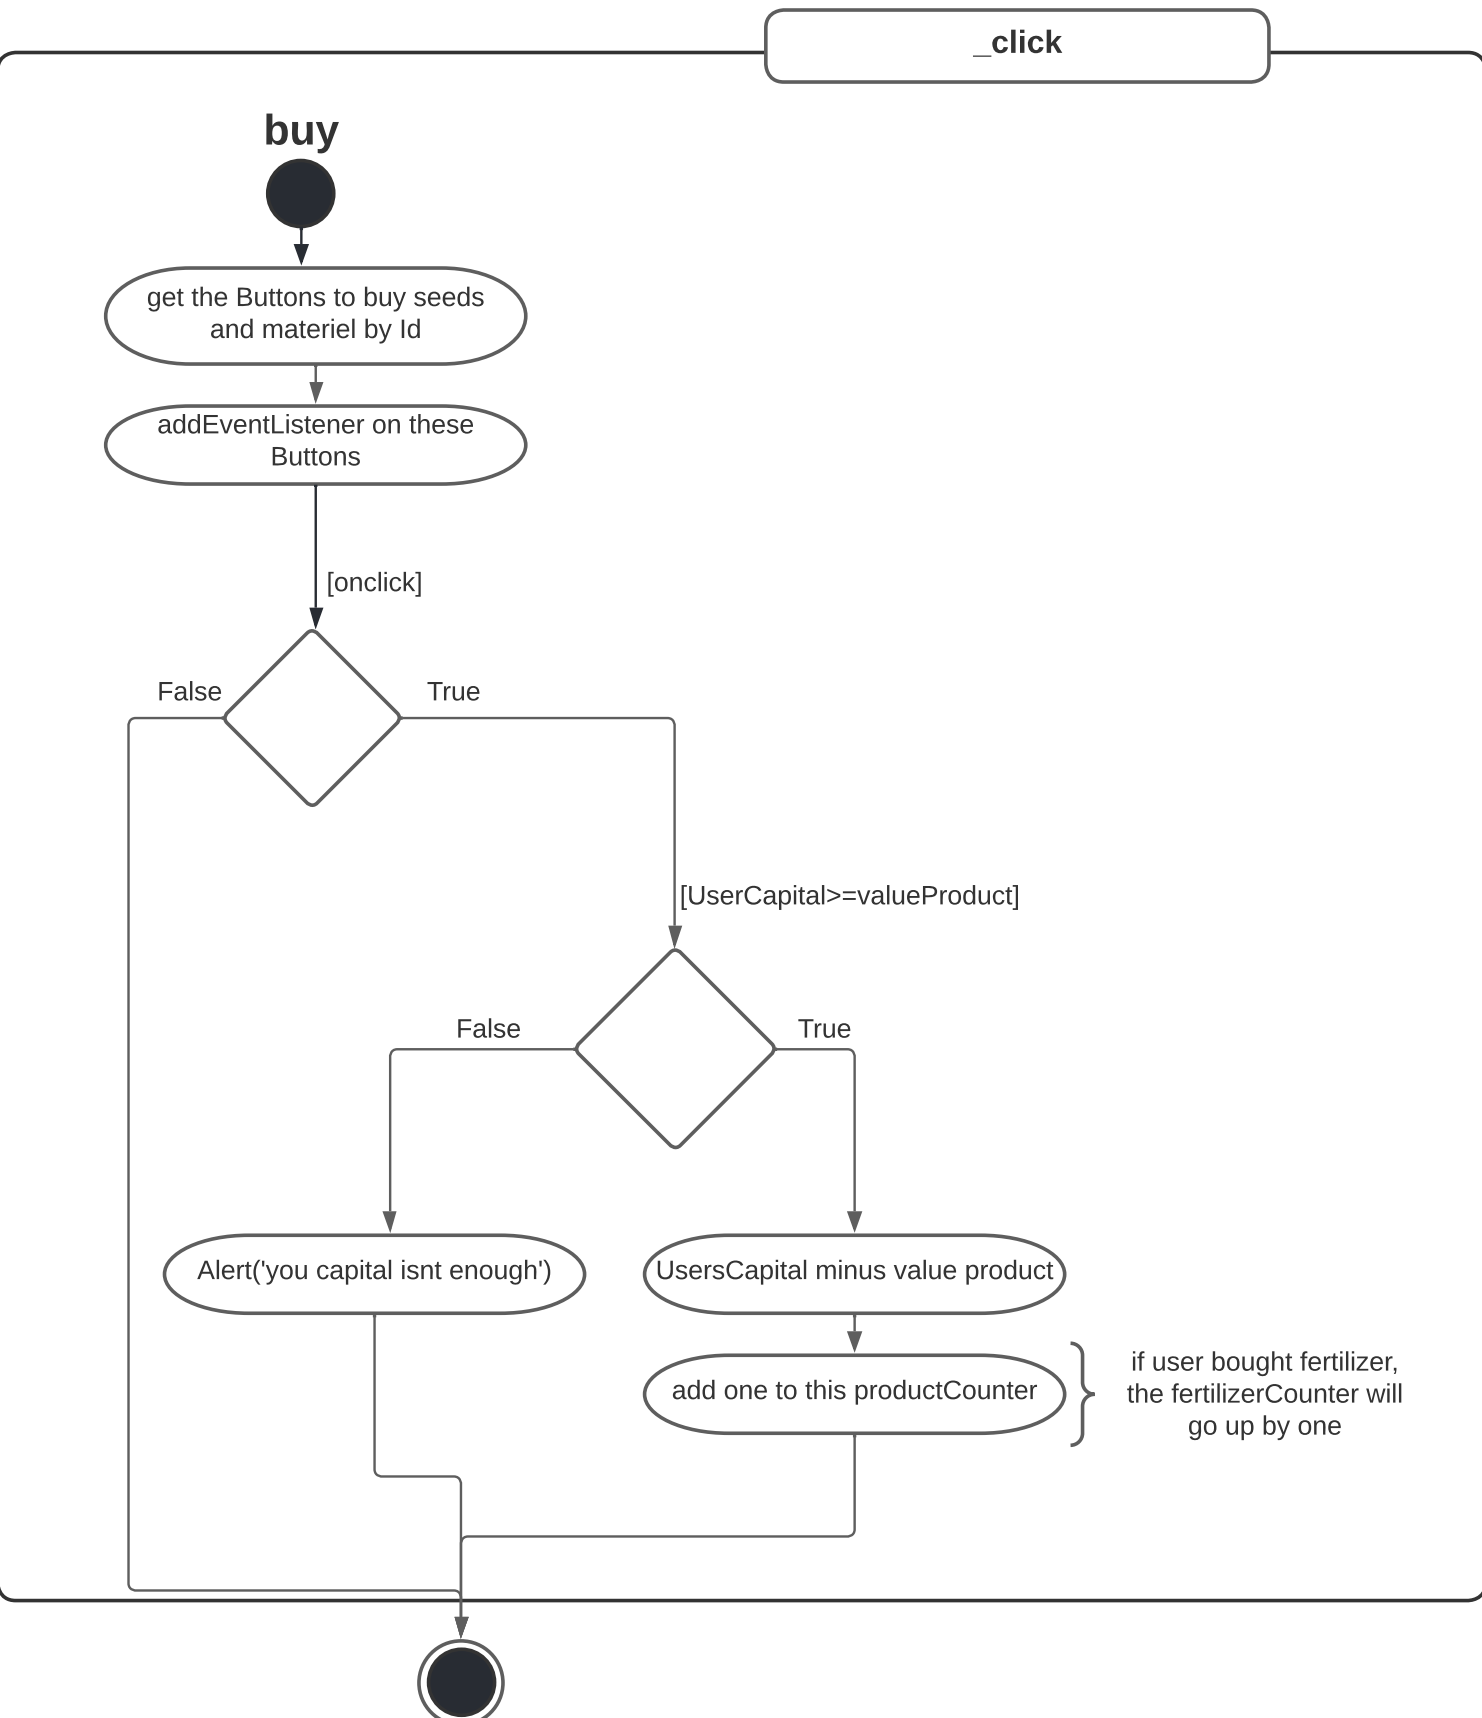 _click
buy
get the Buttons to buy seeds
and materiel by Id
addEventListener on these
Buttons
[onclick]
False
True
[UserCapital>=valueProduct]
False
True
Alert('you capital isnt enough')
UsersCapital minus value product
add one to this productCounter
if user bought fertilizer,
the fertilizerCounter will
go up by one